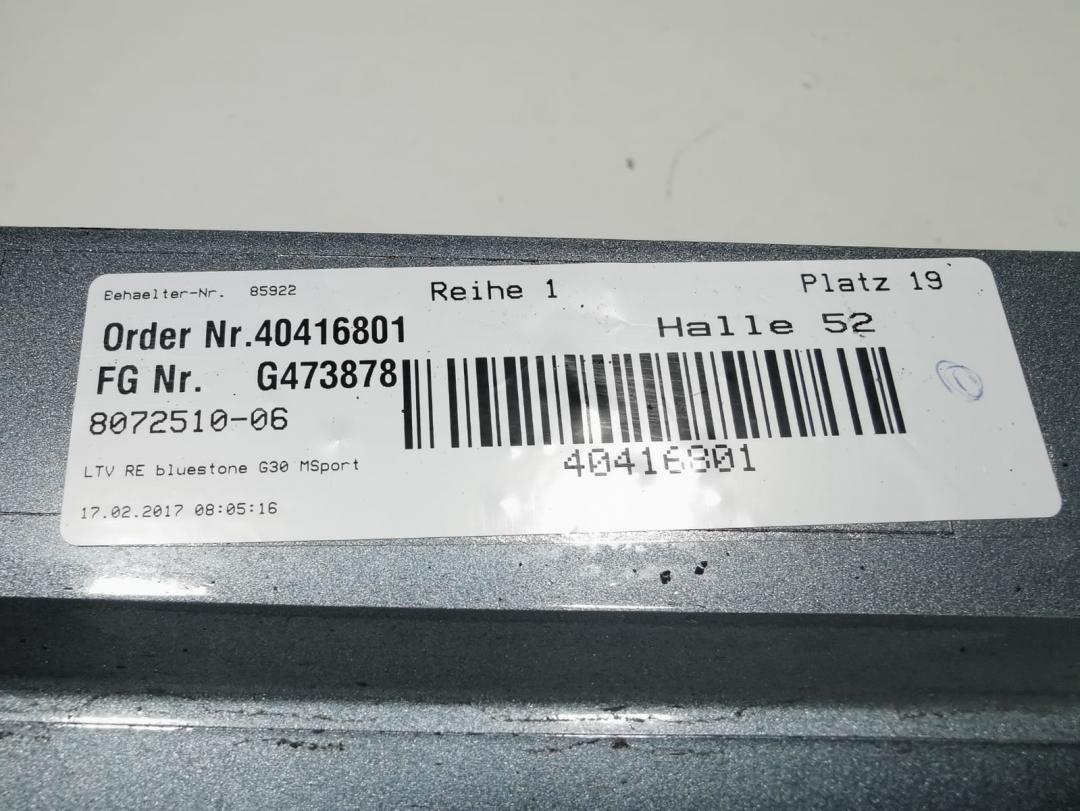 Eehaelter-Nr. 85922 Reihe 1 Platz 19
Order Nr.40416801 Halle 52
FG Nr. G473878
8072510-06
40416801
LTV RE bluestone G30 MSport
17.02.2017 08:05:16